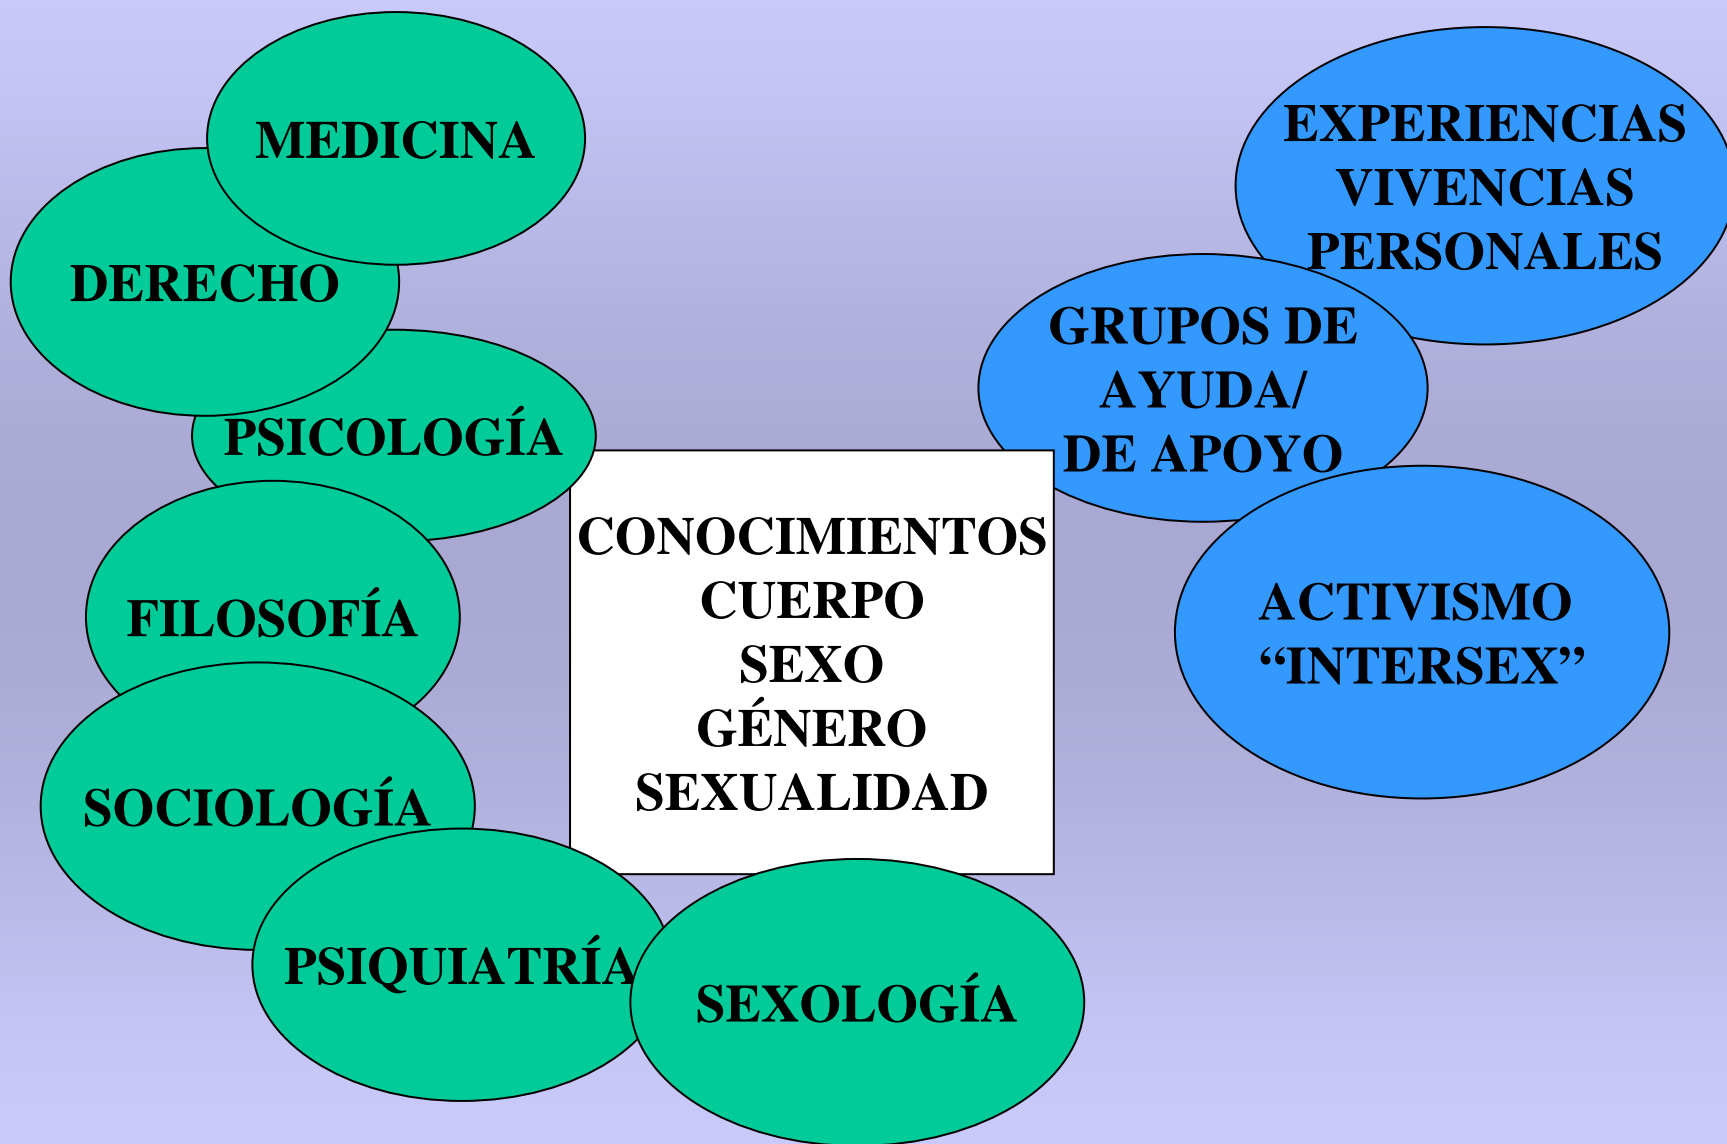 MEDICINA
DERECHO
PSICOLOGÍA
FILOSOFÍA
SOCIOLOGÍA
PSIQUIATRÍA
SEXOLOGÍA
CONOCIMIENTOS
CUERPO
SEXO
GÉNERO
SEXUALIDAD
EXPERIENCIAS
VIVENCIAS
PERSONALES
GRUPOS DE
AYUDA/
DE APOYO
ACTIVISMO
“INTERSEX”